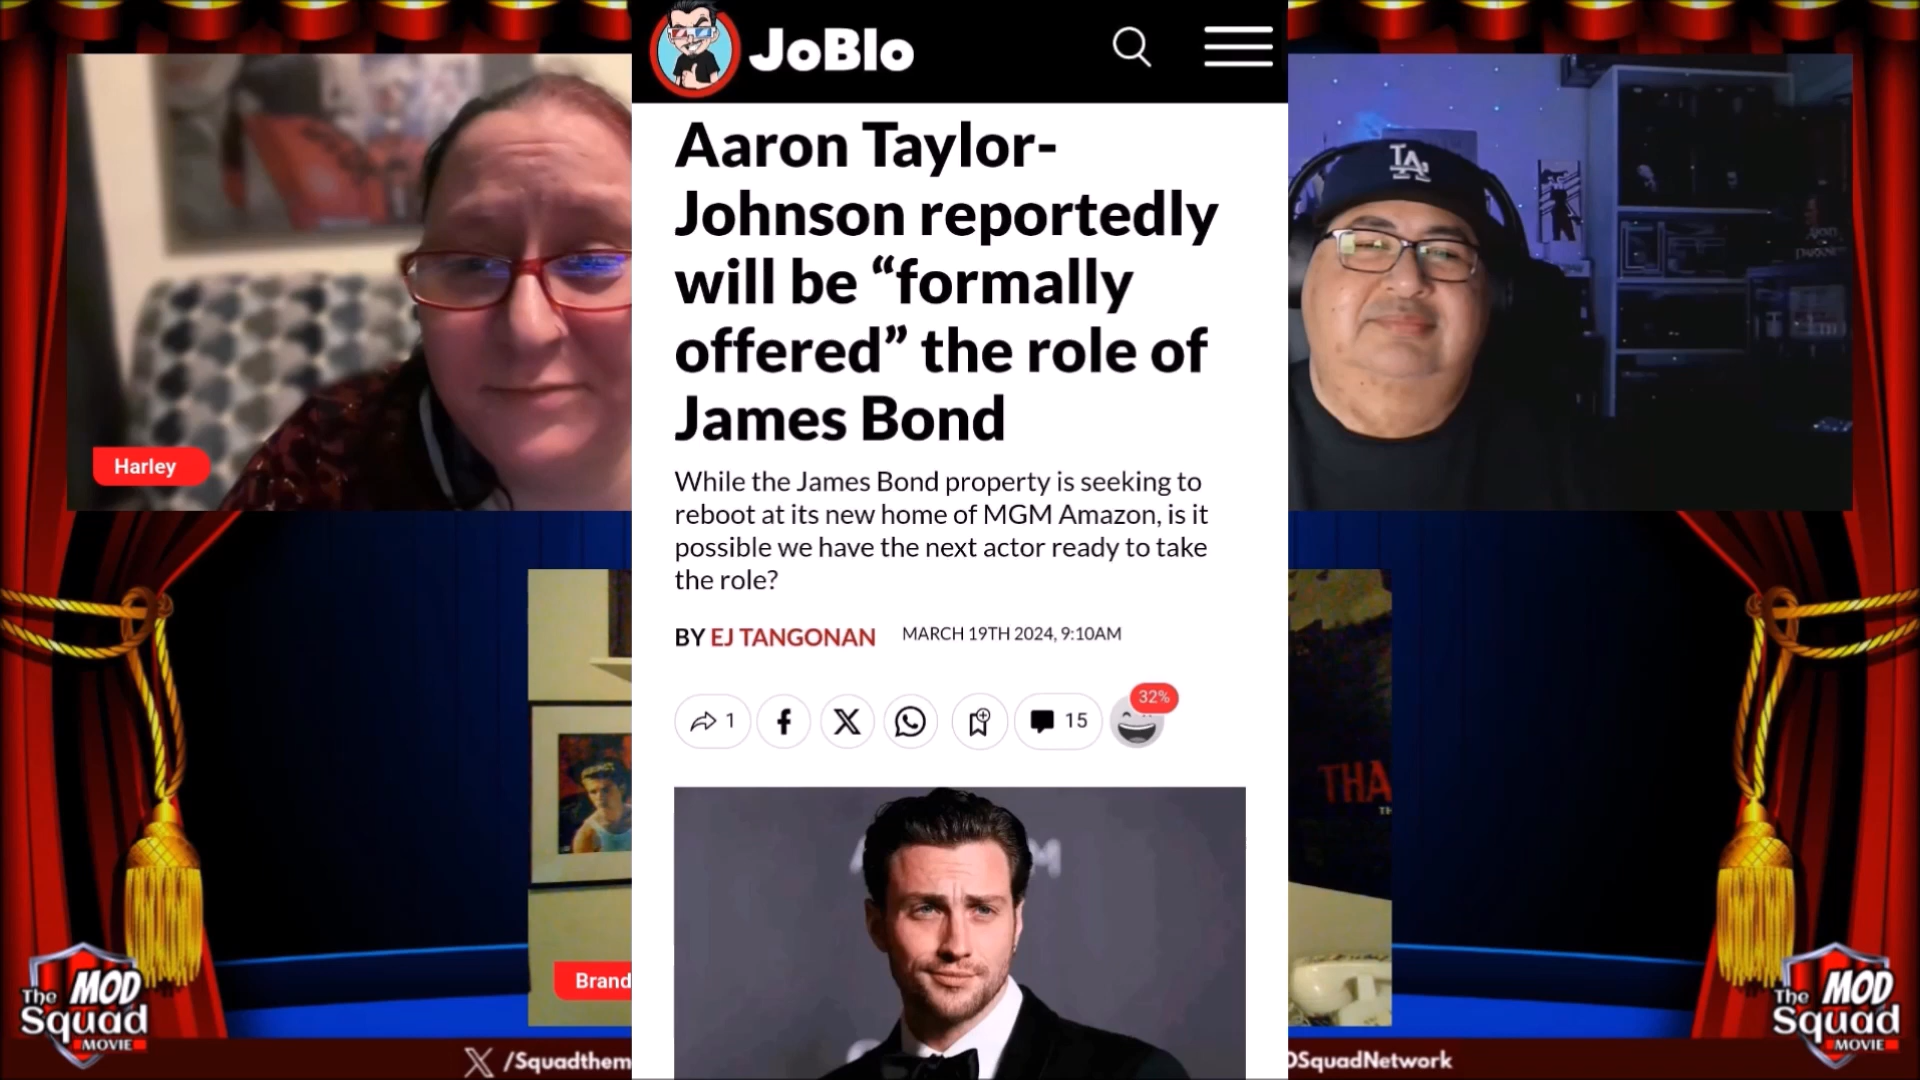 JoBlo
Aaron Taylor-
Johnson reportedly
will be “formally
offered” the role of
James Bond
While the James Bond property is seeking to
reboot at its new home of MGM Amazon, is it
possible we have the next actor ready to take
the role?
BY EJ TANGONAN MARCH 19TH 2024, 9:10AM
1
15
32%
Harley
LA
THA
TH
Brand
M
The MOD
Squad
MOVIE
/Squadthem
DSquadNetwork
The MOD
Squad
MOVIE